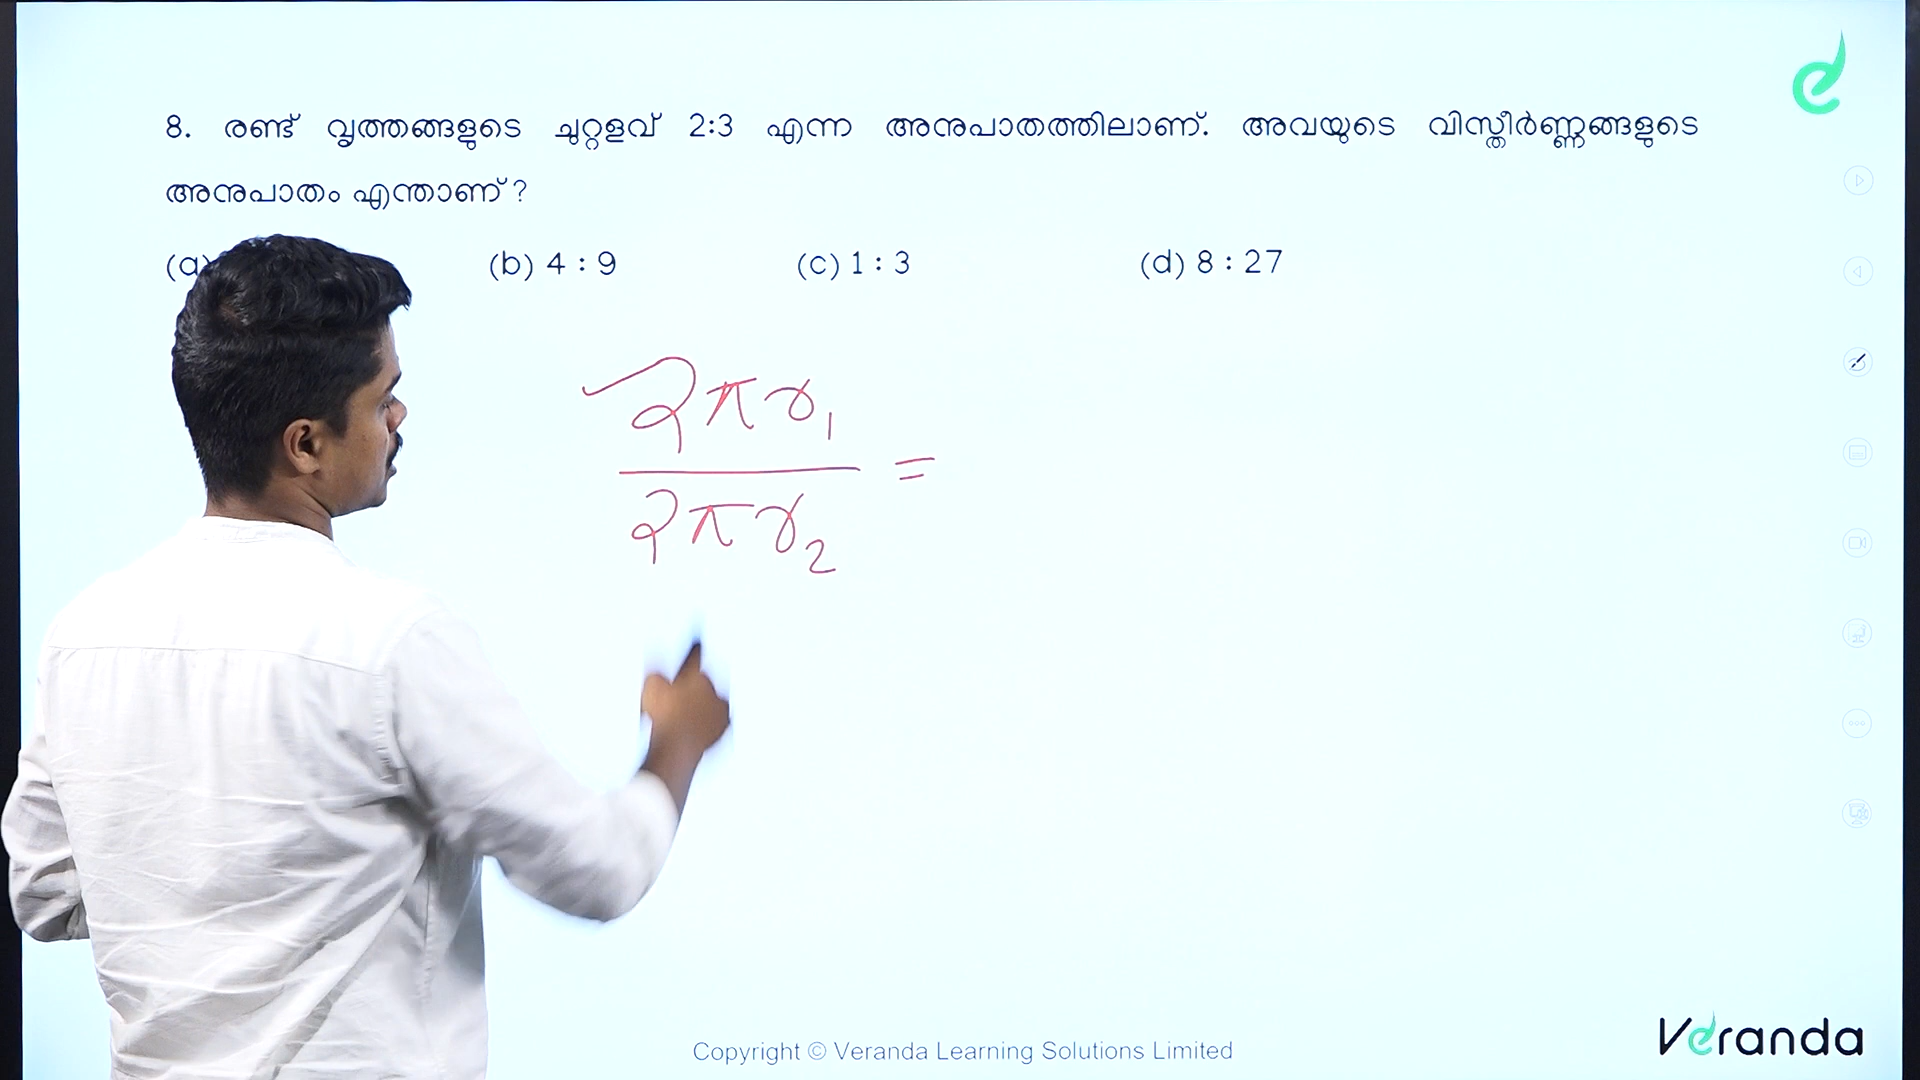 8. രണ്ട് വൃത്തങ്ങളുടെ ചുറ്റളവ് 2:3 എന്ന അനുപാതത്തിലാണ്. അവയുടെ വിസ്തീർണ്ണങ്ങളുടെ
അനുപാതം എന്താണ് ?
(a) (b) 4 : 9 (c) 1 : 3 (d) 8 : 27
2πr₁
=
2πr₂
Veranda
Copyright © Veranda Learning Solutions Limited